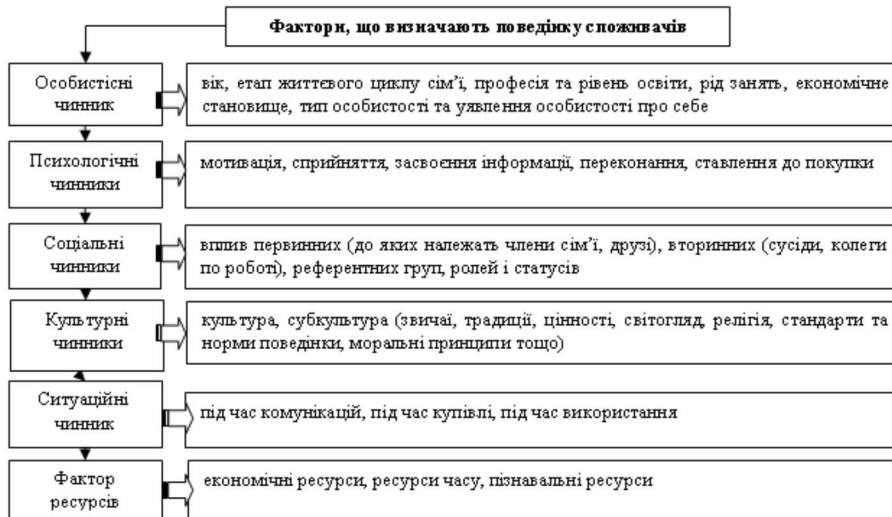 Фактори, що визначають поведінку споживачів
Особистісні
чинник
вік, етап життєвого циклу сім’ї, професія та рівень освіти, рід занять, економічне
становище, тип особистості та уявлення особистості про себе
Психологічні
чинники
мотивація, сприйняття, засвоєння інформації, переконання, ставлення до покупки
Соціальні
чинники
вплив первинних (до яких належать члени сім’ї, друзі), вторинних (сусіди, колеги
по роботі), референтних груп, ролей і статусів
Культурні
чинники
культура, субкультура (звичаї, традиції, цінності, світогляд, релігія, стандарти та
норми поведінки, моральні принципи тощо)
Ситуаційні
чинник
під час комунікацій, під час купівлі, під час використання
Фактор
ресурсів
економічні ресурси, ресурси часу, пізнавальні ресурси